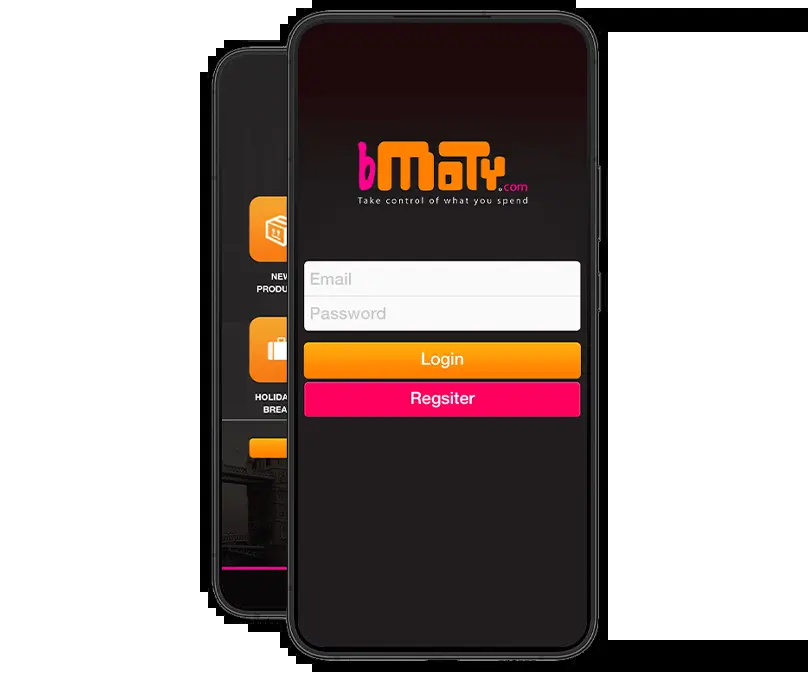 bMoTy.com
Take control of what you spend
Email
Password
Login
Regsiter
NEW
PRODU
HOLIDA
BREA